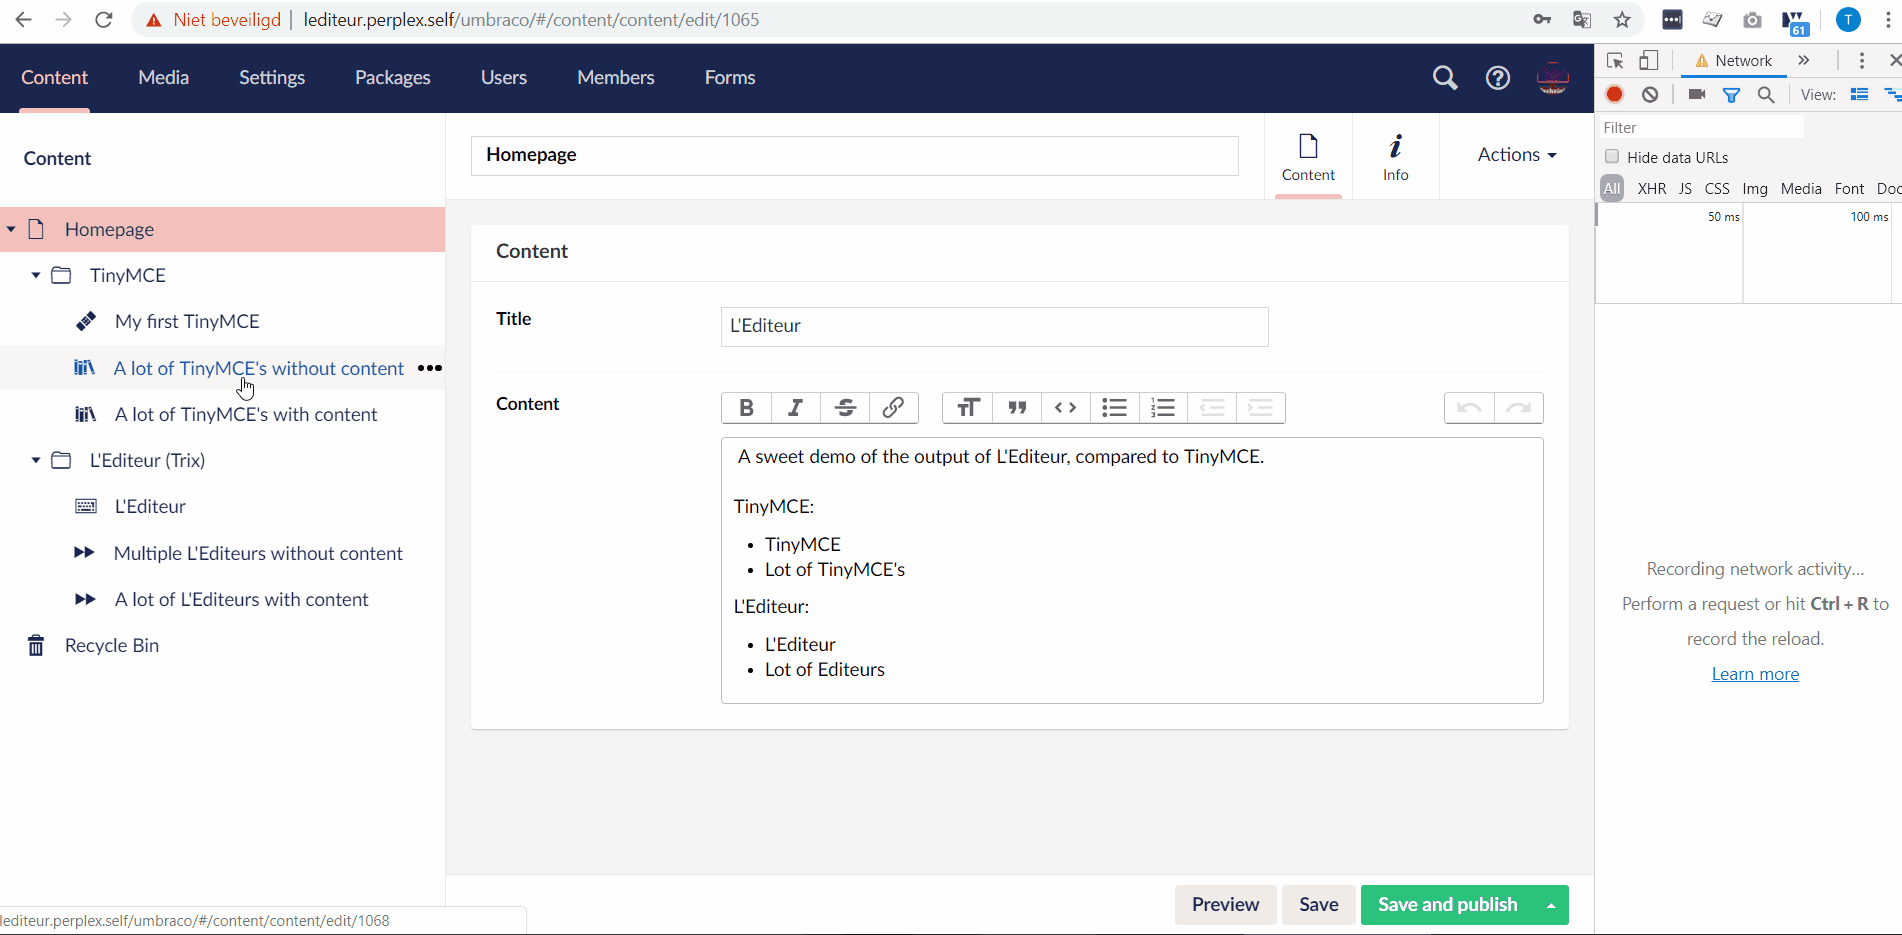 Niet beveiligd | lediteur.perplex.self/umbraco/#/content/content/edit/1065
61
T
Content Media Settings Packages Users Members Forms
Network
View:
Filter
Hide data URLs
All XHR JS CSS Img Media Font Doc
50 ms 100 ms
Recording network activity...
Perform a request or hit Ctrl + R to
record the reload.
Learn more
Content
Homepage
TinyMCE
My first TinyMCE
A lot of TinyMCE's without content
A lot of TinyMCE's with content
L'Editeur (Trix)
L'Editeur
Multiple L'Editeurs without content
A lot of L'Editeurs with content
Recycle Bin
Homepage
Content
Info
Actions
Content
Title
L'Editeur
Content
A sweet demo of the output of L'Editeur, compared to TinyMCE.
TinyMCE:
• TinyMCE
• Lot of TinyMCE's
L'Editeur:
• L'Editeur
• Lot of Editeurs
Preview Save Save and publish
lediteur.perplex.self/umbraco/#/content/content/edit/1068